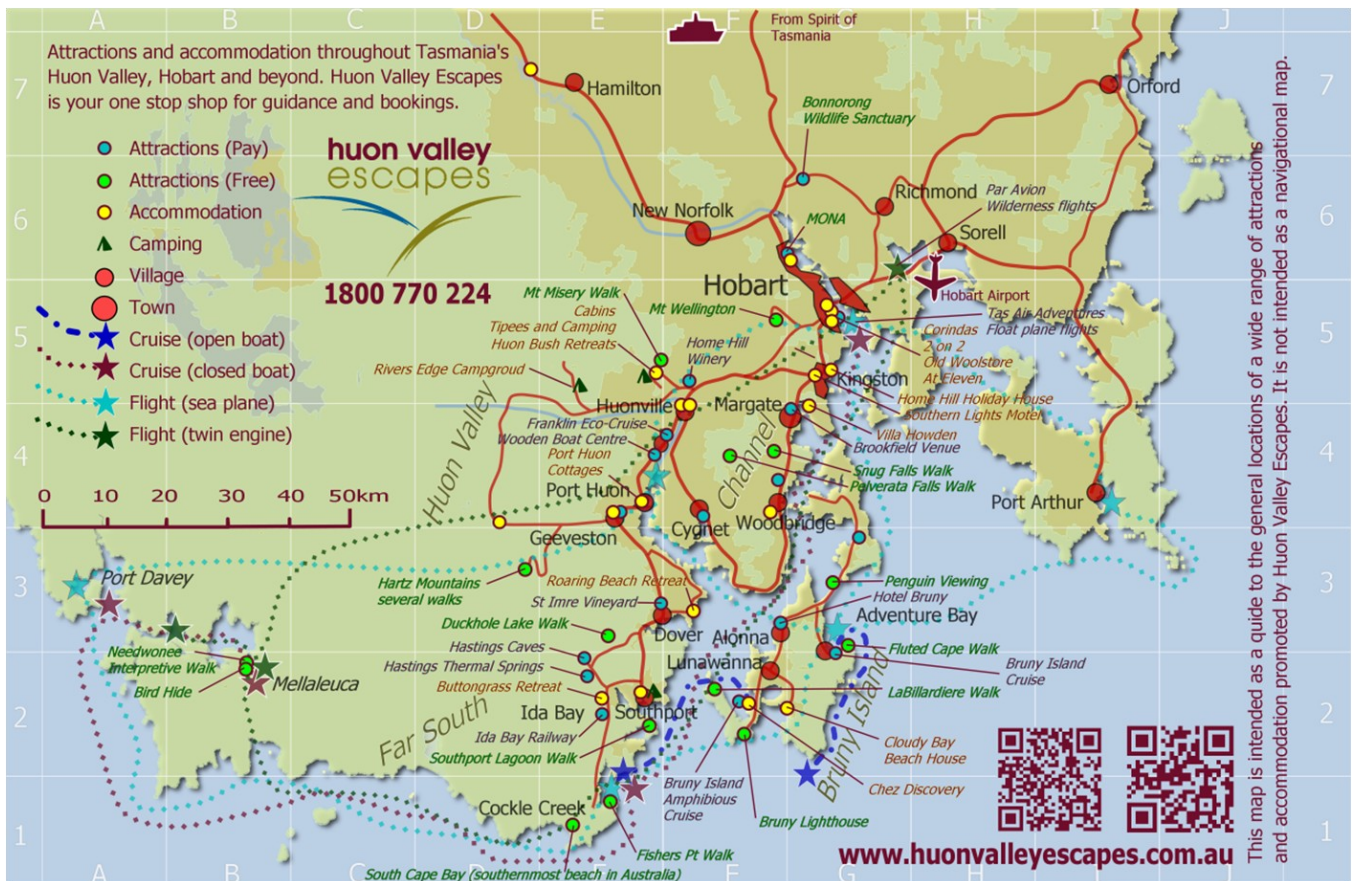 From Spirit of
Tasmania
Attractions and accommodation throughout Tasmania's
Huon Valley, Hobart and beyond. Huon Valley Escapes
is your one stop shop for guidance and bookings.
Attractions (Pay)
Attractions (Free)
Accommodation
Camping
Village
Town
Cruise (open boat)
Cruise (closed boat)
Flight (sea plane)
Flight (twin engine)
huon valley
escapes
1800 770 224
0 10 20 30 40 50km
A B C D E F G H I J
7
6
5
4
3
2
1
Hamilton
Orford
Bonnorong
Wildlife Sanctuary
Richmond
Par Avion
Wilderness flights
New Norfolk
MONA
Sorell
Hobart
Hobart Airport
Mt Misery Walk
Cabins
Tipees and Camping
Huon Bush Retreats
Mt Wellington
Tas Air Adventures
Float plane flights
Corindas
2 on 2
Old Woolstore
At Eleven
Home Hill
Winery
Rivers Edge Campgroud
Kingston
Home Hill Holiday House
Southern Lights Motel
Huonville
Margate
Villa Howden
Brookfield Venue
Franklin Eco-Cruise
Wooden Boat Centre
Port Huon
Cottages
Huon Valley
Channel
Snug Falls Walk
Pelverata Falls Walk
Port Huon
Port Arthur
Geeveston
Cygnet
Woodbridge
Port Davey
Hartz Mountains
several walks
Roaring Beach Retreat
Penguin Viewing
Hotel Bruny
St Imre Vineyard
Adventure Bay
Duckhole Lake Walk
Dover
Alonna
Needwonee
Interpretive Walk
Bird Hide
Mellaleuca
Hastings Caves
Hastings Thermal Springs
Lunawanna
Fluted Cape Walk
Bruny Island
Cruise
Buttongrass Retreat
LaBillardiere Walk
Ida Bay
Southport
Far South
Ida Bay Railway
Southport Lagoon Walk
Bruny Island
Cloudy Bay
Beach House
Chez Discovery
Bruny Island
Amphibious
Cruise
Cockle Creek
Bruny Lighthouse
Fishers Pt Walk
South Cape Bay (southernmost beach in Australia)
www.huonvalleyescapes.com.au
A B C D E F G H I J
This map is intended as a guide to the general locations of a wide range of attractions
and accommodation promoted by Huon Valley Escapes. It is not intended as a navigational map.